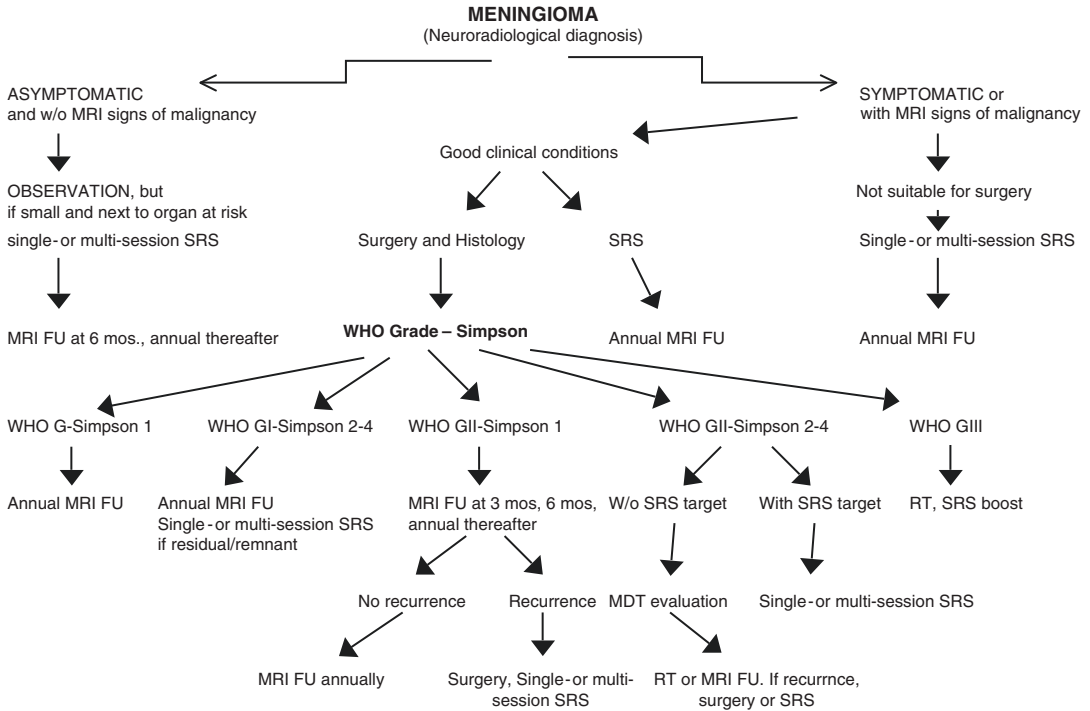 MENINGIOMA
(Neuroradiological diagnosis)
ASYMPTOMATIC
and w/o MRI signs of malignancy
SYMPTOMATIC or
with MRI signs of malignancy
Good clinical conditions
OBSERVATION, but
if small and next to organ at risk
single-or multi-session SRS
Not suitable for surgery
Surgery and Histology
SRS
Single-or multi-session SRS
MRI FU at 6 mos., annual thereafter
WHO Grade – Simpson
Annual MRI FU
Annual MRI FU
WHO G-Simpson 1
WHO GI-Simpson 2-4
WHO GII-Simpson 1
WHO GII-Simpson 2-4
WHO GIII
Annual MRI FU
Annual MRI FU
Single-or multi-session SRS
if residual/remnant
MRI FU at 3 mos, 6 mos,
annual thereafter
W/o SRS target
With SRS target
RT, SRS boost
No recurrence
Recurrence
MDT evaluation
Single-or multi-session SRS
MRI FU annually
Surgery, Single-or multi-
session SRS
RT or MRI FU. If recurrnce,
surgery or SRS